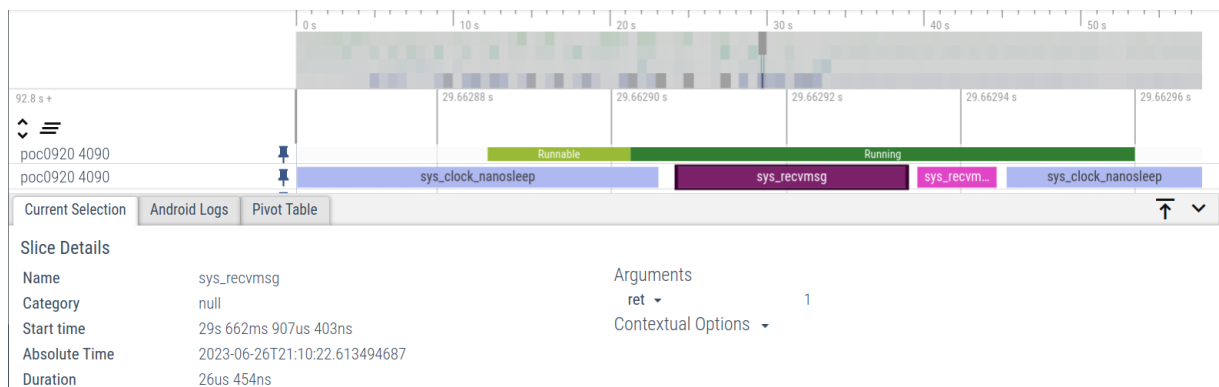 0 s 10 s 20 s 30 s 40 s 50 s
92.8 s +
29.66288 s 29.66290 s 29.66292 s 29.66294 s 29.66296 s
poc0920 4090 Runnable Running
poc0920 4090 sys_clock_nanosleep sys_recvmsg sys_recvm... sys_clock_nanosleep
Current Selection Android Logs Pivot Table
Slice Details
Name sys_recvmsg
Category null
Start time 29s 662ms 907us 403ns
Absolute Time 2023-06-26T21:10:22.613494687
Duration 26us 454ns
Arguments
ret 1
Contextual Options